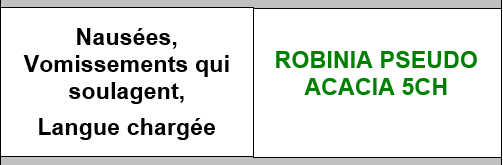 Nausées,
Vomissements qui
soulagent,
Langue chargée
ROBINIA PSEUDO
ACACIA 5CH